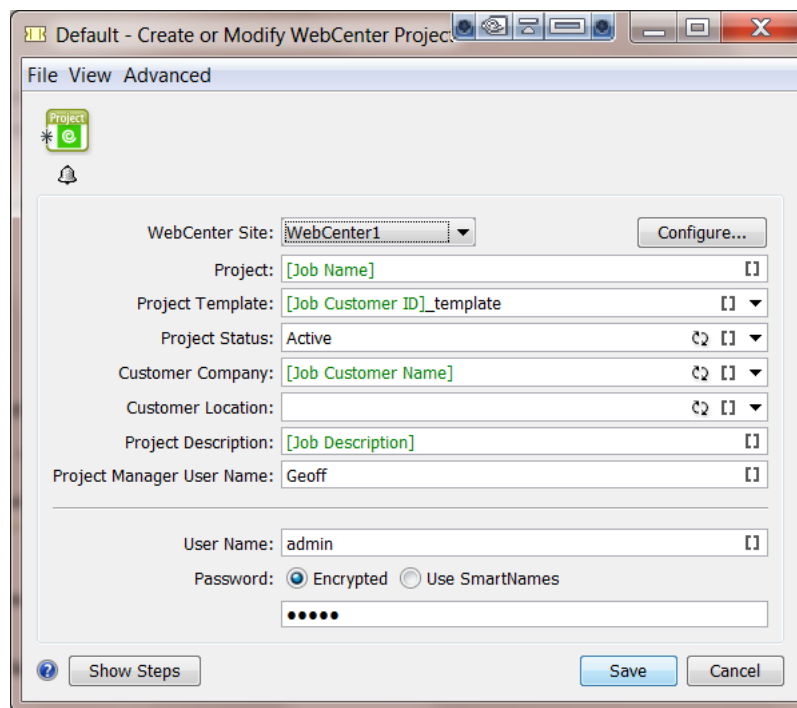 Default - Create or Modify WebCenter Projec
File View Advanced
Project
WebCenter Site: WebCenter1 Configure...
Project: [Job Name] []
Project Template: [Job Customer ID]_template []
Project Status: Active []
Customer Company: [Job Customer Name] []
Customer Location: []
Project Description: [Job Description] []
Project Manager User Name: Geoff []
User Name: admin []
Password: Encrypted Use SmartNames
•••••
? Show Steps Save Cancel